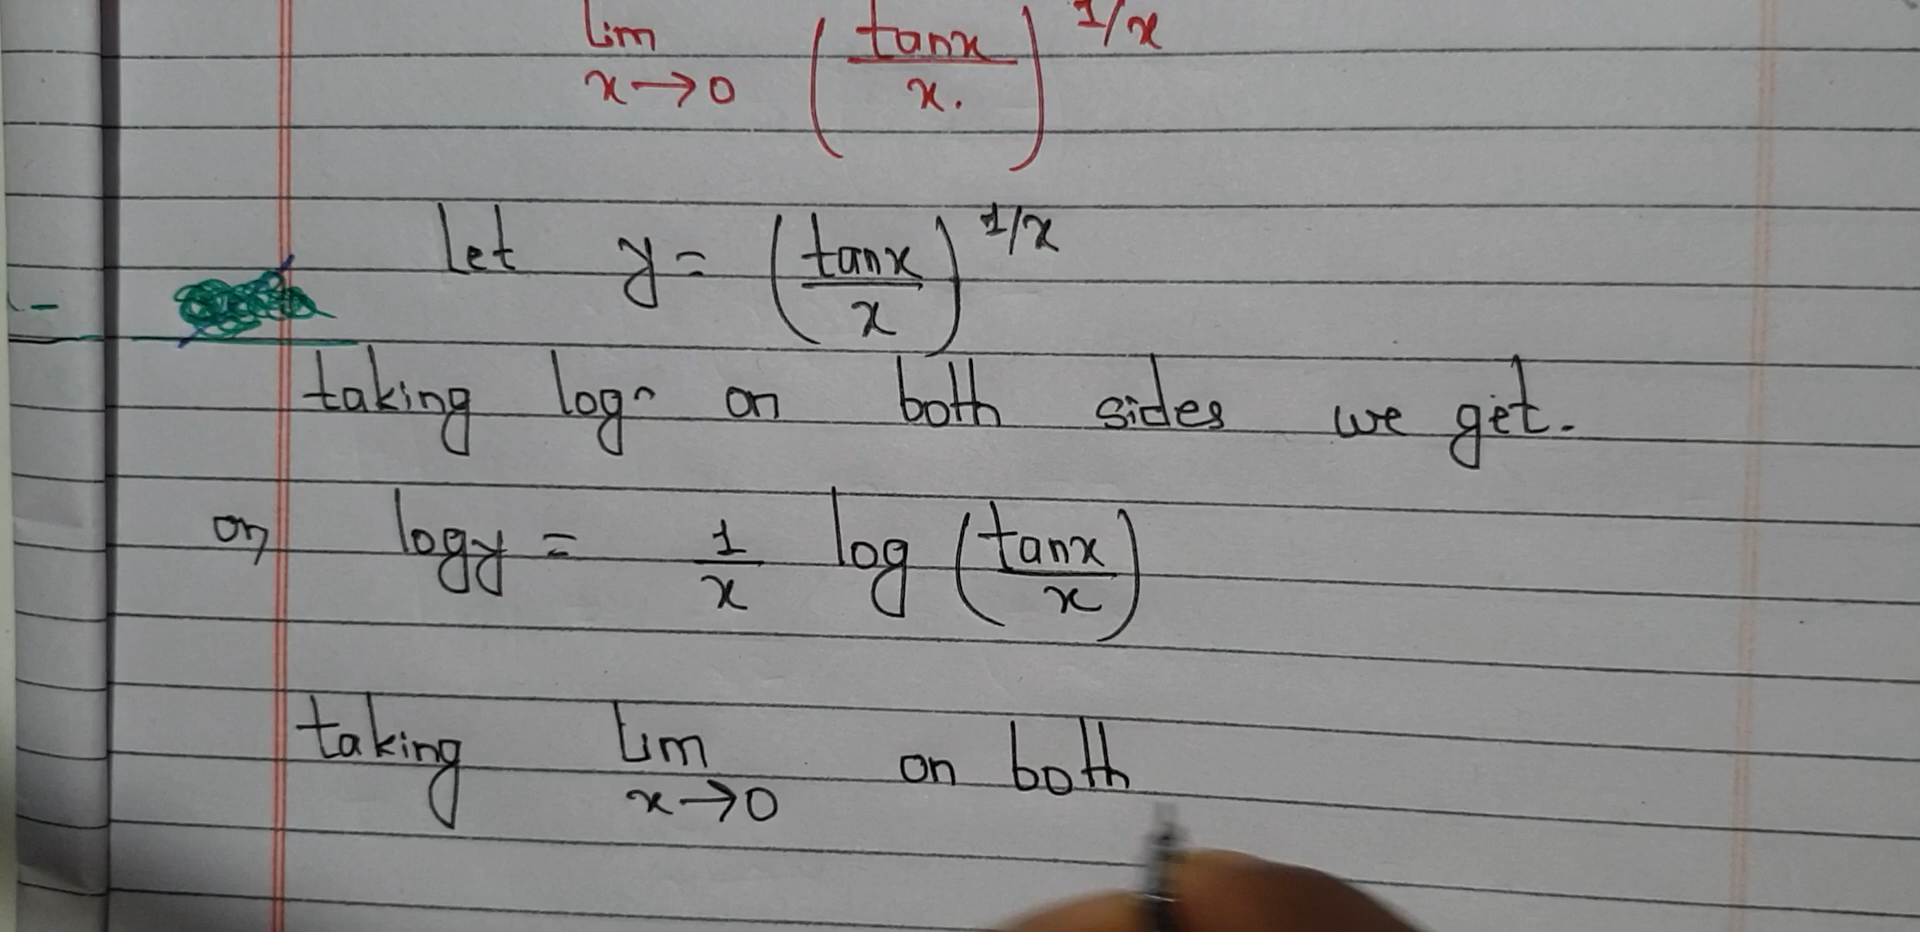 lim x→0 (tanx/x.)^1/x
Let y = (tanx/x)^1/x
taking log on both sides we get.
or, logy = 1/x log (tanx/x)
taking lim x→0 on both